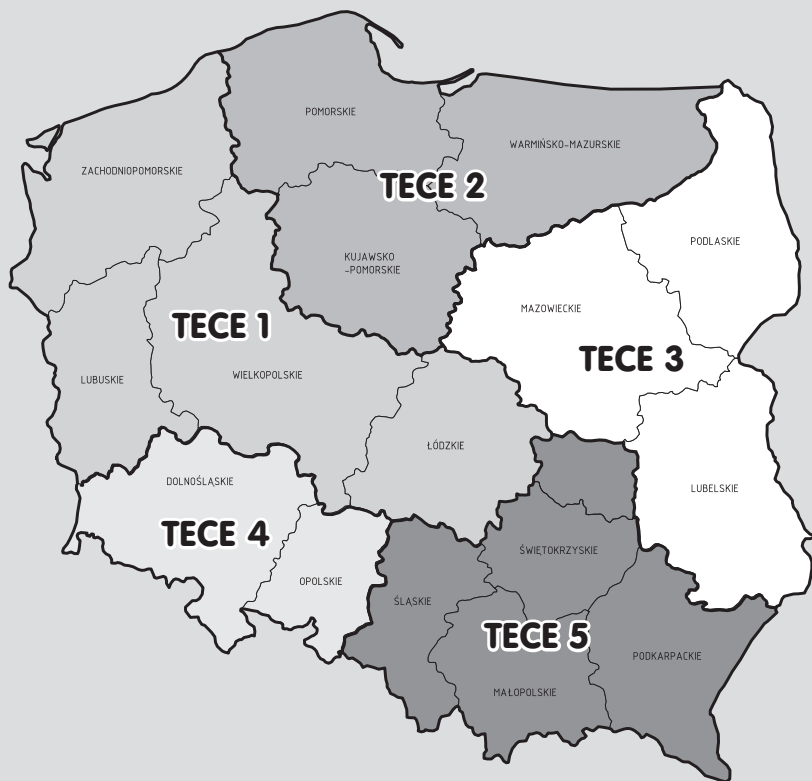 POMORSKIE
WARMIŃSKO-MAZURSKIE
ZACHODNIOPOMORSKIE
TECE 2
PODLASKIE
KUJAWSKO
-POMORSKIE
MAZOWIECKIE
TECE 1
TECE 3
LUBUSKIE
WIELKOPOLSKIE
ŁÓDZKIE
DOLNOŚLĄSKIE
LUBELSKIE
TECE 4
ŚWIĘTOKRZYSKIE
OPOLSKIE
ŚLĄSKIE
TECE 5
PODKARPACKIE
MAŁOPOLSKIE